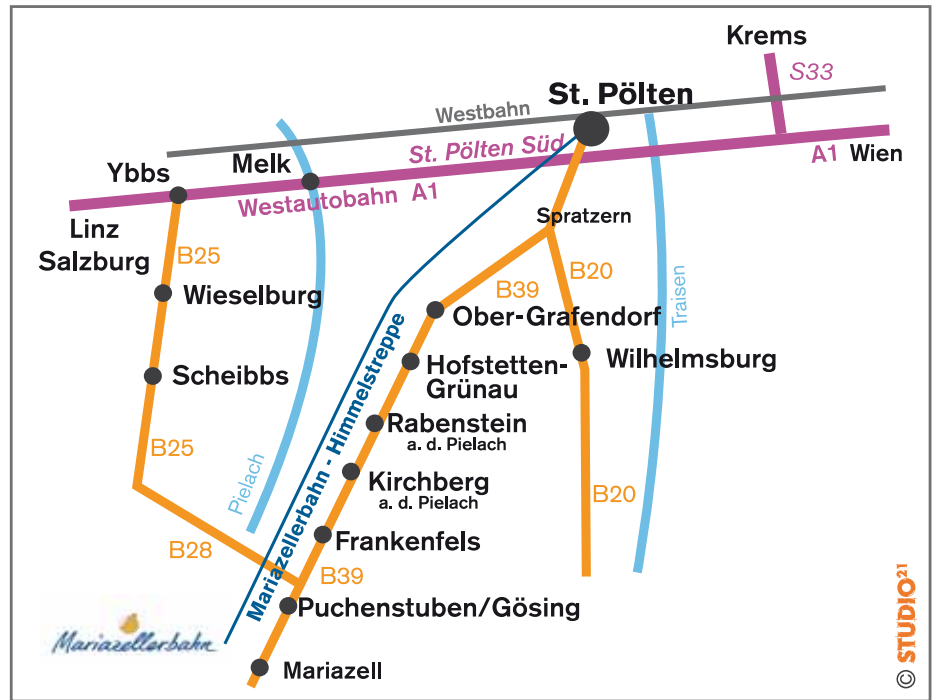 Krems
S33
St. Pölten
Westbahn
St. Pölten Süd
A1 Wien
Melk
Ybbs
Westautobahn A1
Linz
Salzburg
Spratzern
B25
B20
B39
Wieselburg
Ober-Grafendorf
Traisen
Hofstetten-
Grünau
Wilhelmsburg
Scheibbs
Rabenstein
a. d. Pielach
B25
Pielach
Kirchberg
a. d. Pielach
B20
Mariazellerbahn - Himmelstreppe
Frankenfels
B28
B39
Puchenstuben/Gösing
Mariazellerbahn
Mariazell
© STUDIO21